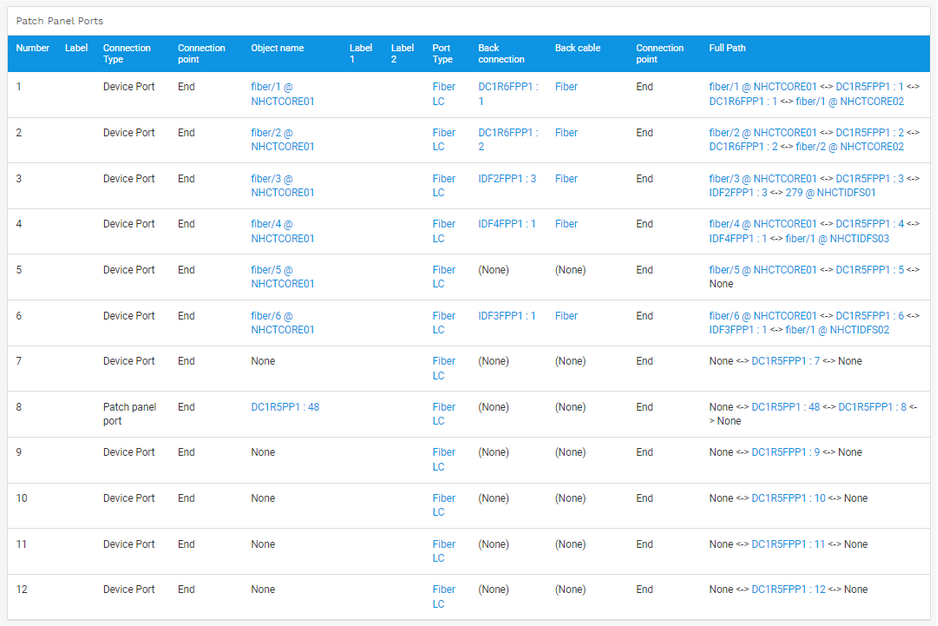 Patch Panel Ports
Number Label Connection Type Connection point Object name Label 1 Label 2 Port Type Back connection Back cable Connection point Full Path
1 Device Port End fiber/1 @ NHCTCORE01 Fiber LC DC1R6FPP1 : 1 Fiber End fiber/1 @ NHCTCORE01 <-> DC1R5FPP1 : 1 <-> DC1R6FPP1 : 1 <-> fiber/1 @ NHCTCORE02
2 Device Port End fiber/2 @ NHCTCORE01 Fiber LC DC1R6FPP1 : 2 Fiber End fiber/2 @ NHCTCORE01 <-> DC1R5FPP1 : 2 <-> DC1R6FPP1 : 2 <-> fiber/2 @ NHCTCORE02
3 Device Port End fiber/3 @ NHCTCORE01 Fiber LC IDF2FPP1 : 3 Fiber End fiber/3 @ NHCTCORE01 <-> DC1R5FPP1 : 3 <-> IDF2FPP1 : 3 <-> 279 @ NHCTIDFS01
4 Device Port End fiber/4 @ NHCTCORE01 Fiber LC IDF4FPP1 : 1 Fiber End fiber/4 @ NHCTCORE01 <-> DC1R5FPP1 : 4 <-> IDF4FPP1 : 1 <-> fiber/1 @ NHCTIDFS03
5 Device Port End fiber/5 @ NHCTCORE01 Fiber LC (None) (None) End fiber/5 @ NHCTCORE01 <-> DC1R5FPP1 : 5 <-> None
6 Device Port End fiber/6 @ NHCTCORE01 Fiber LC IDF3FPP1 : 1 Fiber End fiber/6 @ NHCTCORE01 <-> DC1R5FPP1 : 6 <-> IDF3FPP1 : 1 <-> fiber/1 @ NHCTIDFS02
7 Device Port End None Fiber LC (None) (None) End None <-> DC1R5FPP1 : 7 <-> None
8 Patch panel port End DC1R5PP1 : 48 Fiber LC (None) (None) End None <-> DC1R5PP1 : 48 <-> DC1R5FPP1 : 8 <-> None
9 Device Port End None Fiber LC (None) (None) End None <-> DC1R5FPP1 : 9 <-> None
10 Device Port End None Fiber LC (None) (None) End None <-> DC1R5FPP1 : 10 <-> None
11 Device Port End None Fiber LC (None) (None) End None <-> DC1R5FPP1 : 11 <-> None
12 Device Port End None Fiber LC (None) (None) End None <-> DC1R5FPP1 : 12 <-> None